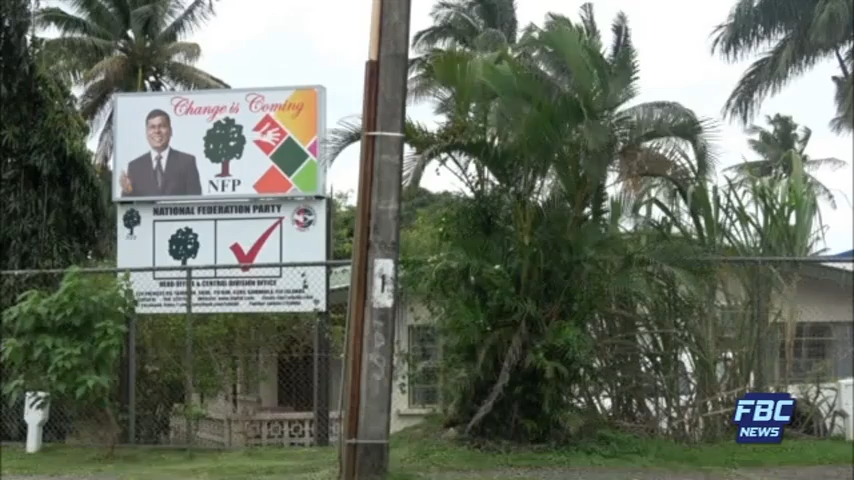 Change is Coming
NFP
NATIONAL FEDERATION PARTY
HEAD OFFICE & CENTRAL DIVISION OFFICE
FBC
NEWS